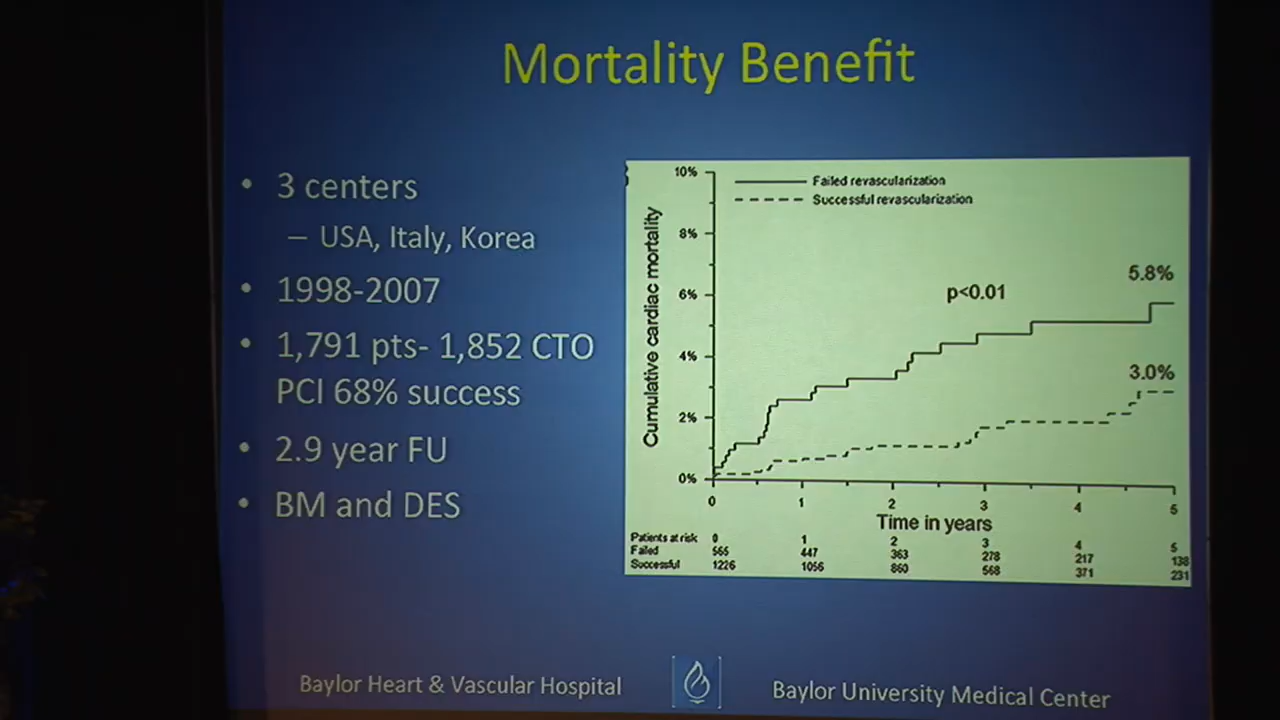 Mortality Benefit
• 3 centers
– USA, Italy, Korea
• 1998-2007
• 1,791 pts- 1,852 CTO
PCI 68% success
• 2.9 year FU
• BM and DES
10%
8%
6%
4%
2%
0%
Cumulative cardiac mortality
Failed revascularization
Successful revascularization
p<0.01
5.8%
3.0%
0 1 2 3 4 5
Time in years
Patients at risk 0 1 2 3 4 5
Failed 565 447 363 278 217 138
Successful 1226 1056 860 568 371 231
Baylor Heart & Vascular Hospital
Baylor University Medical Center